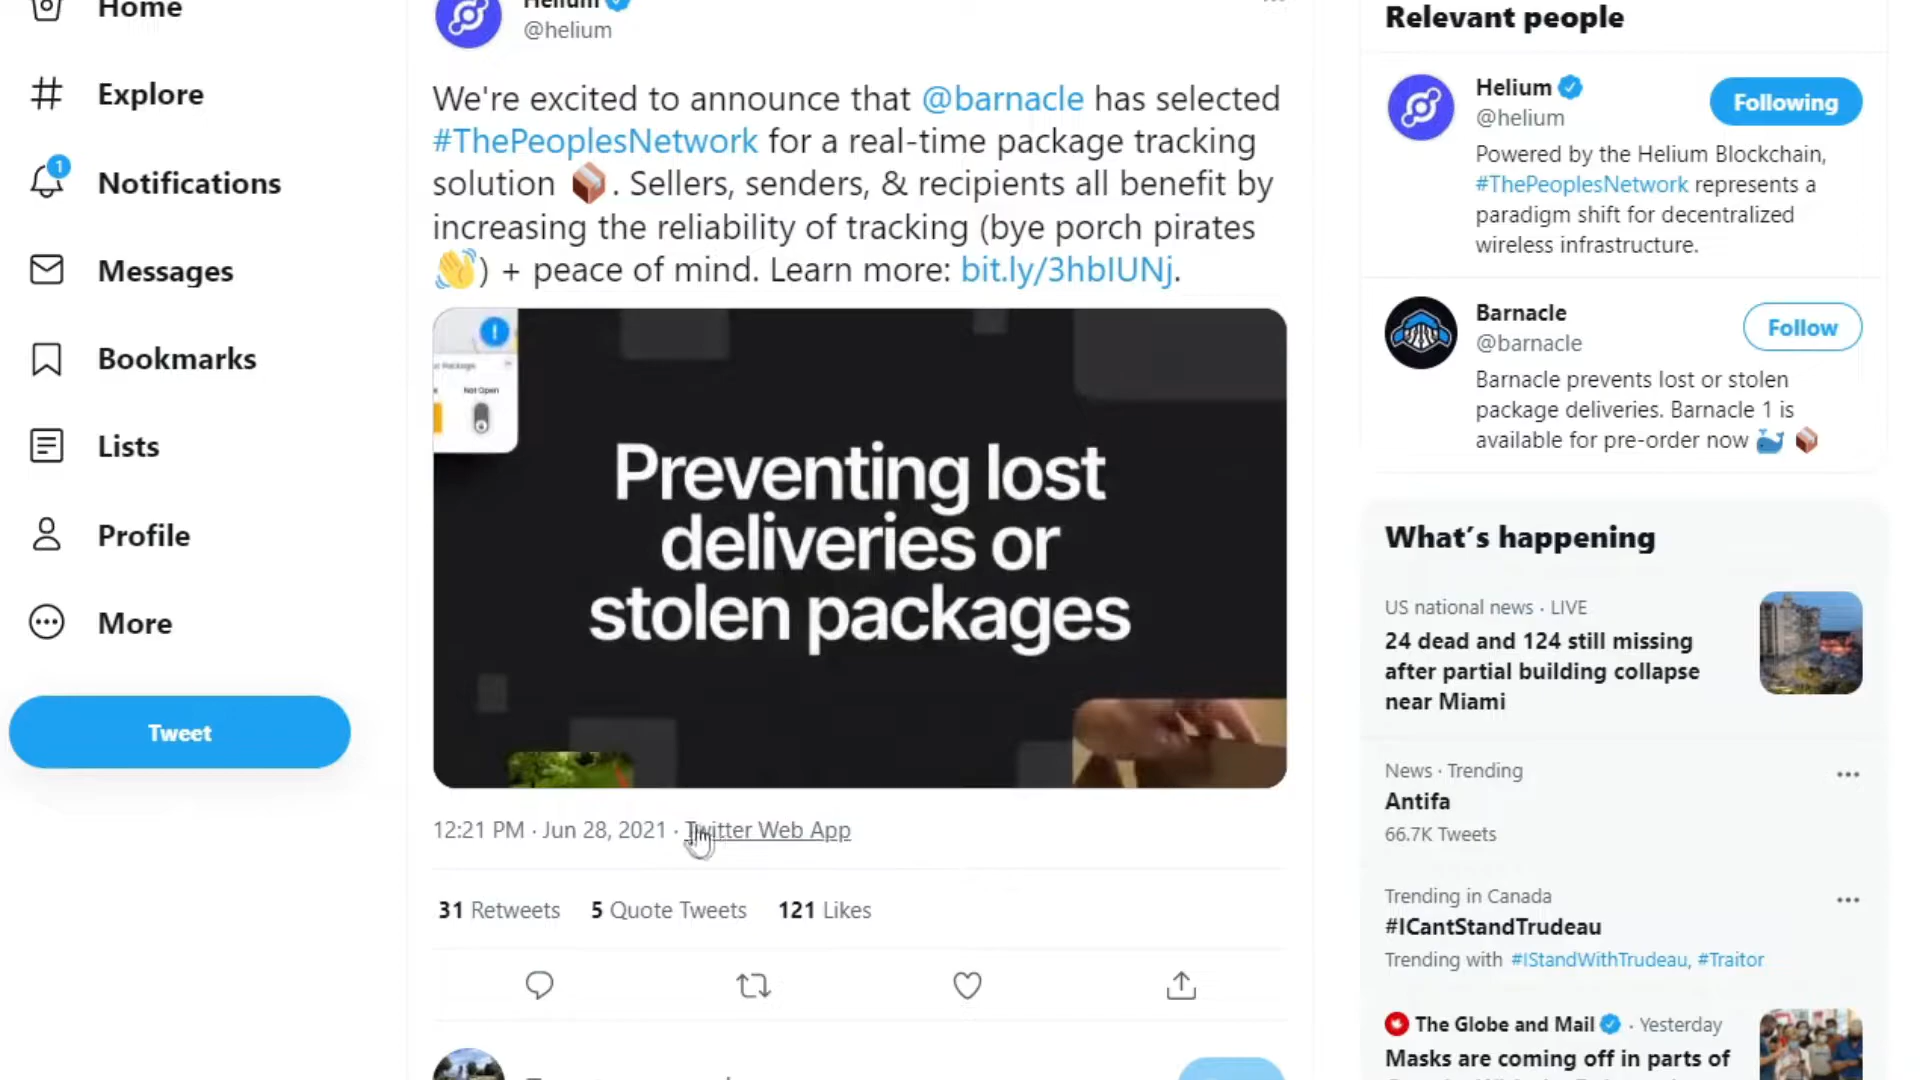 Home
Explore
1
Notifications
Messages
Bookmarks
Lists
Profile
More
Tweet
Helium
@helium
We're excited to announce that @barnacle has selected
#ThePeoplesNetwork for a real-time package tracking
solution 📦. Sellers, senders, & recipients all benefit by
increasing the reliability of tracking (bye porch pirates
👋) + peace of mind. Learn more: bit.ly/3hbIUNj.
Package
Not Open
Preventing lost
deliveries or
stolen packages
12:21 PM · Jun 28, 2021 · Twitter Web App
31 Retweets 5 Quote Tweets 121 Likes
Relevant people
Helium
@helium
Following
Powered by the Helium Blockchain,
#ThePeoplesNetwork represents a
paradigm shift for decentralized
wireless infrastructure.
Barnacle
@barnacle
Follow
Barnacle prevents lost or stolen
package deliveries. Barnacle 1 is
available for pre-order now 🐳 📦
What's happening
US national news · LIVE
24 dead and 124 still missing
after partial building collapse
near Miami
News · Trending
Antifa
66.7K Tweets
Trending in Canada
#ICantStandTrudeau
Trending with #IStandWithTrudeau, #Traitor
The Globe and Mail · Yesterday
Masks are coming off in parts of